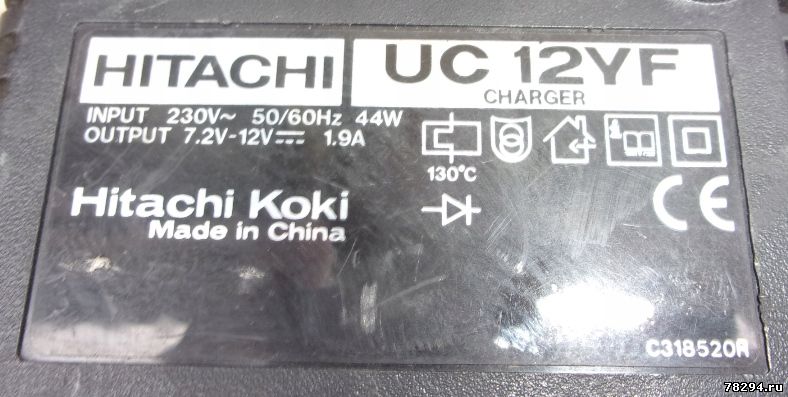 HITACHI
UC 12YF
CHARGER
INPUT 230V~ 50/60Hz 44W
OUTPUT 7.2V-12V⎓ 1.9A
130°C
Hitachi Koki
Made in China
CE
C318520R
78294.ru